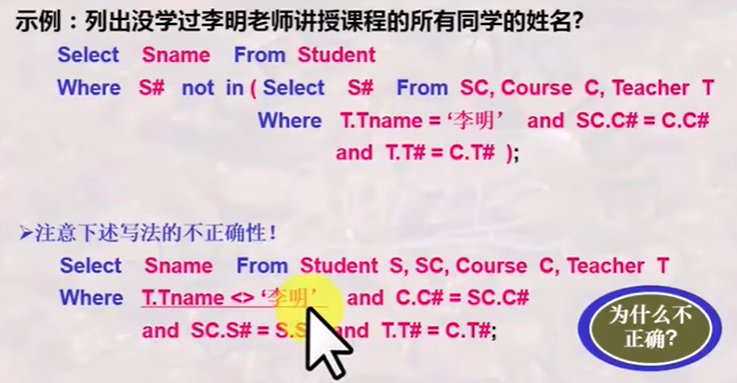 示例：列出没学过李明老师讲授课程的所有同学的姓名?
Select Sname From Student
Where S# not in ( Select S# From SC, Course C, Teacher T
Where T.Tname = ‘李明’ and SC.C# = C.C#
and T.T# = C.T# );
➢注意下述写法的不正确性!
Select Sname From Student S, SC, Course C, Teacher T
Where T.Tname <> ‘李明’ and C.C# = SC.C#
and SC.S# = S.S and T.T# = C.T#;
为什么不
正确?